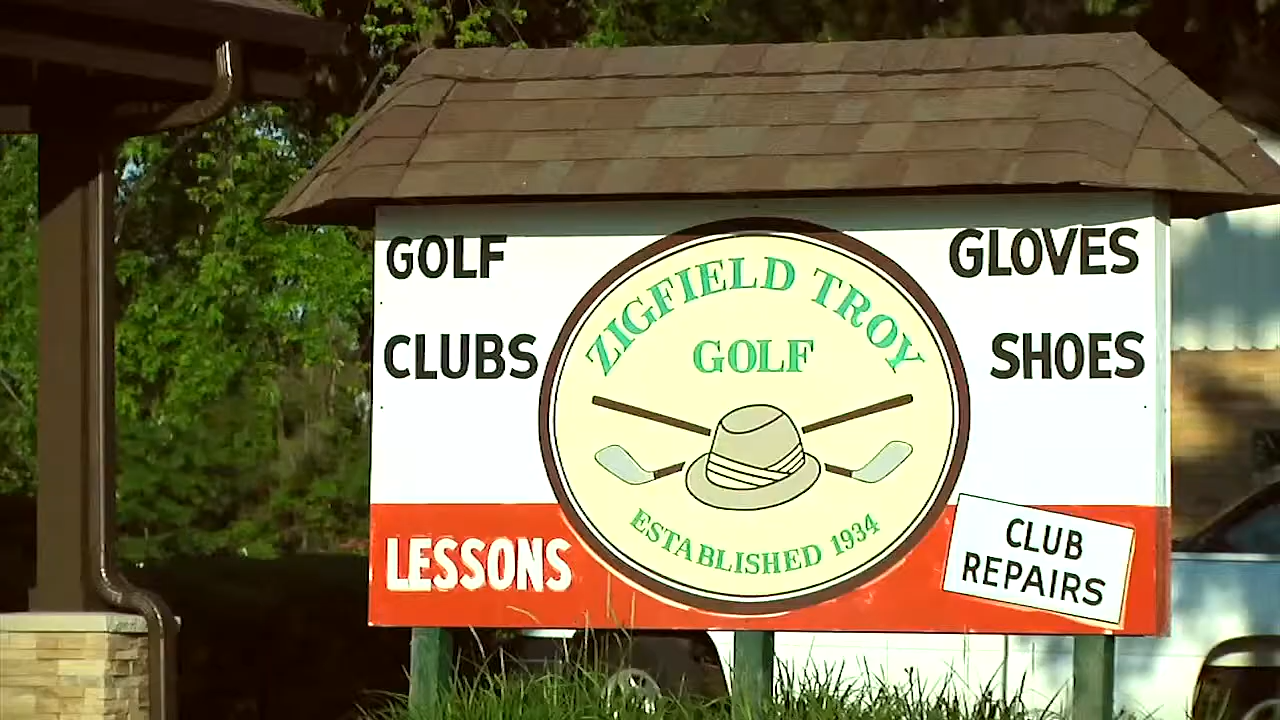 GOLF
CLUBS
ZIGFIELD TROY
GOLF
ESTABLISHED 1934
GLOVES
SHOES
LESSONS
CLUB
REPAIRS